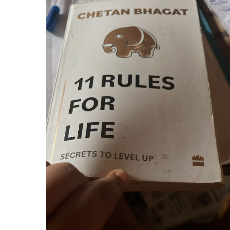 CHETAN BHAGAT
11 RULES
FOR
LIFE
SECRETS TO LEVEL UP